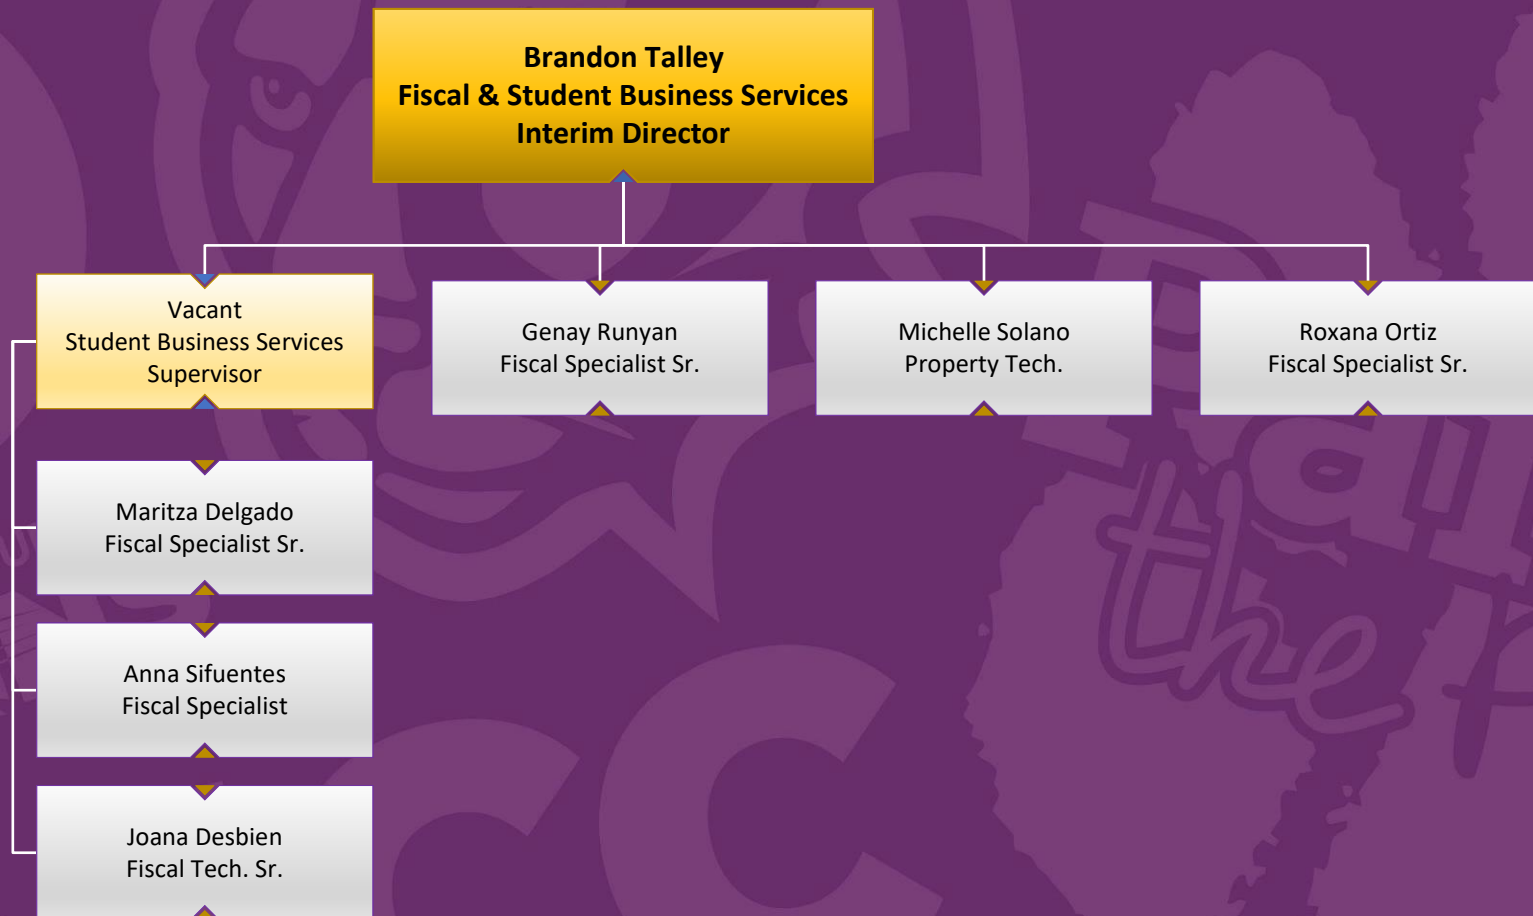 Brandon Talley
Fiscal & Student Business Services
Interim Director
Vacant
Student Business Services
Supervisor
Genay Runyan
Fiscal Specialist Sr.
Michelle Solano
Property Tech.
Roxana Ortiz
Fiscal Specialist Sr.
Maritza Delgado
Fiscal Specialist Sr.
Anna Sifuentes
Fiscal Specialist
Joana Desbien
Fiscal Tech. Sr.
the
CC